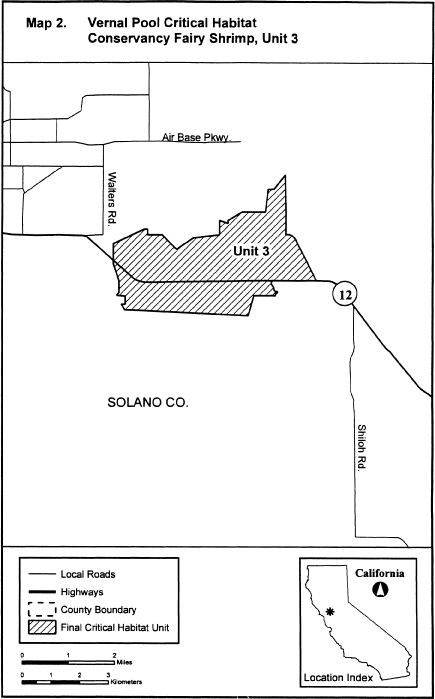 Map 2. Vernal Pool Critical Habitat
Conservancy Fairy Shrimp, Unit 3
Air Base Pkwy.
Walters Rd.
Unit 3
12
SOLANO CO.
Shiloh Rd.
Local Roads
Highways
County Boundary
Final Critical Habitat Unit
0 1 2
Miles
0 1 2 3
Kilometers
California
Location Index